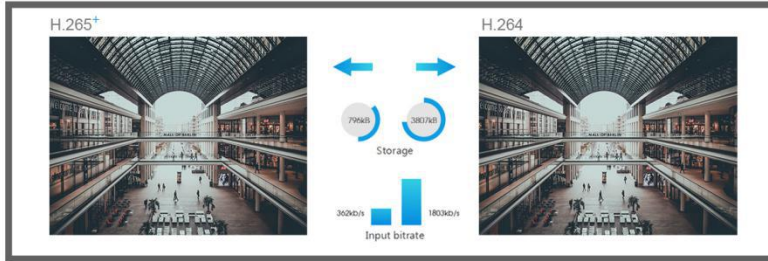 H.265+
H.264
796kB
3807kB
Storage
362kb/s
1803kb/s
Input bitrate